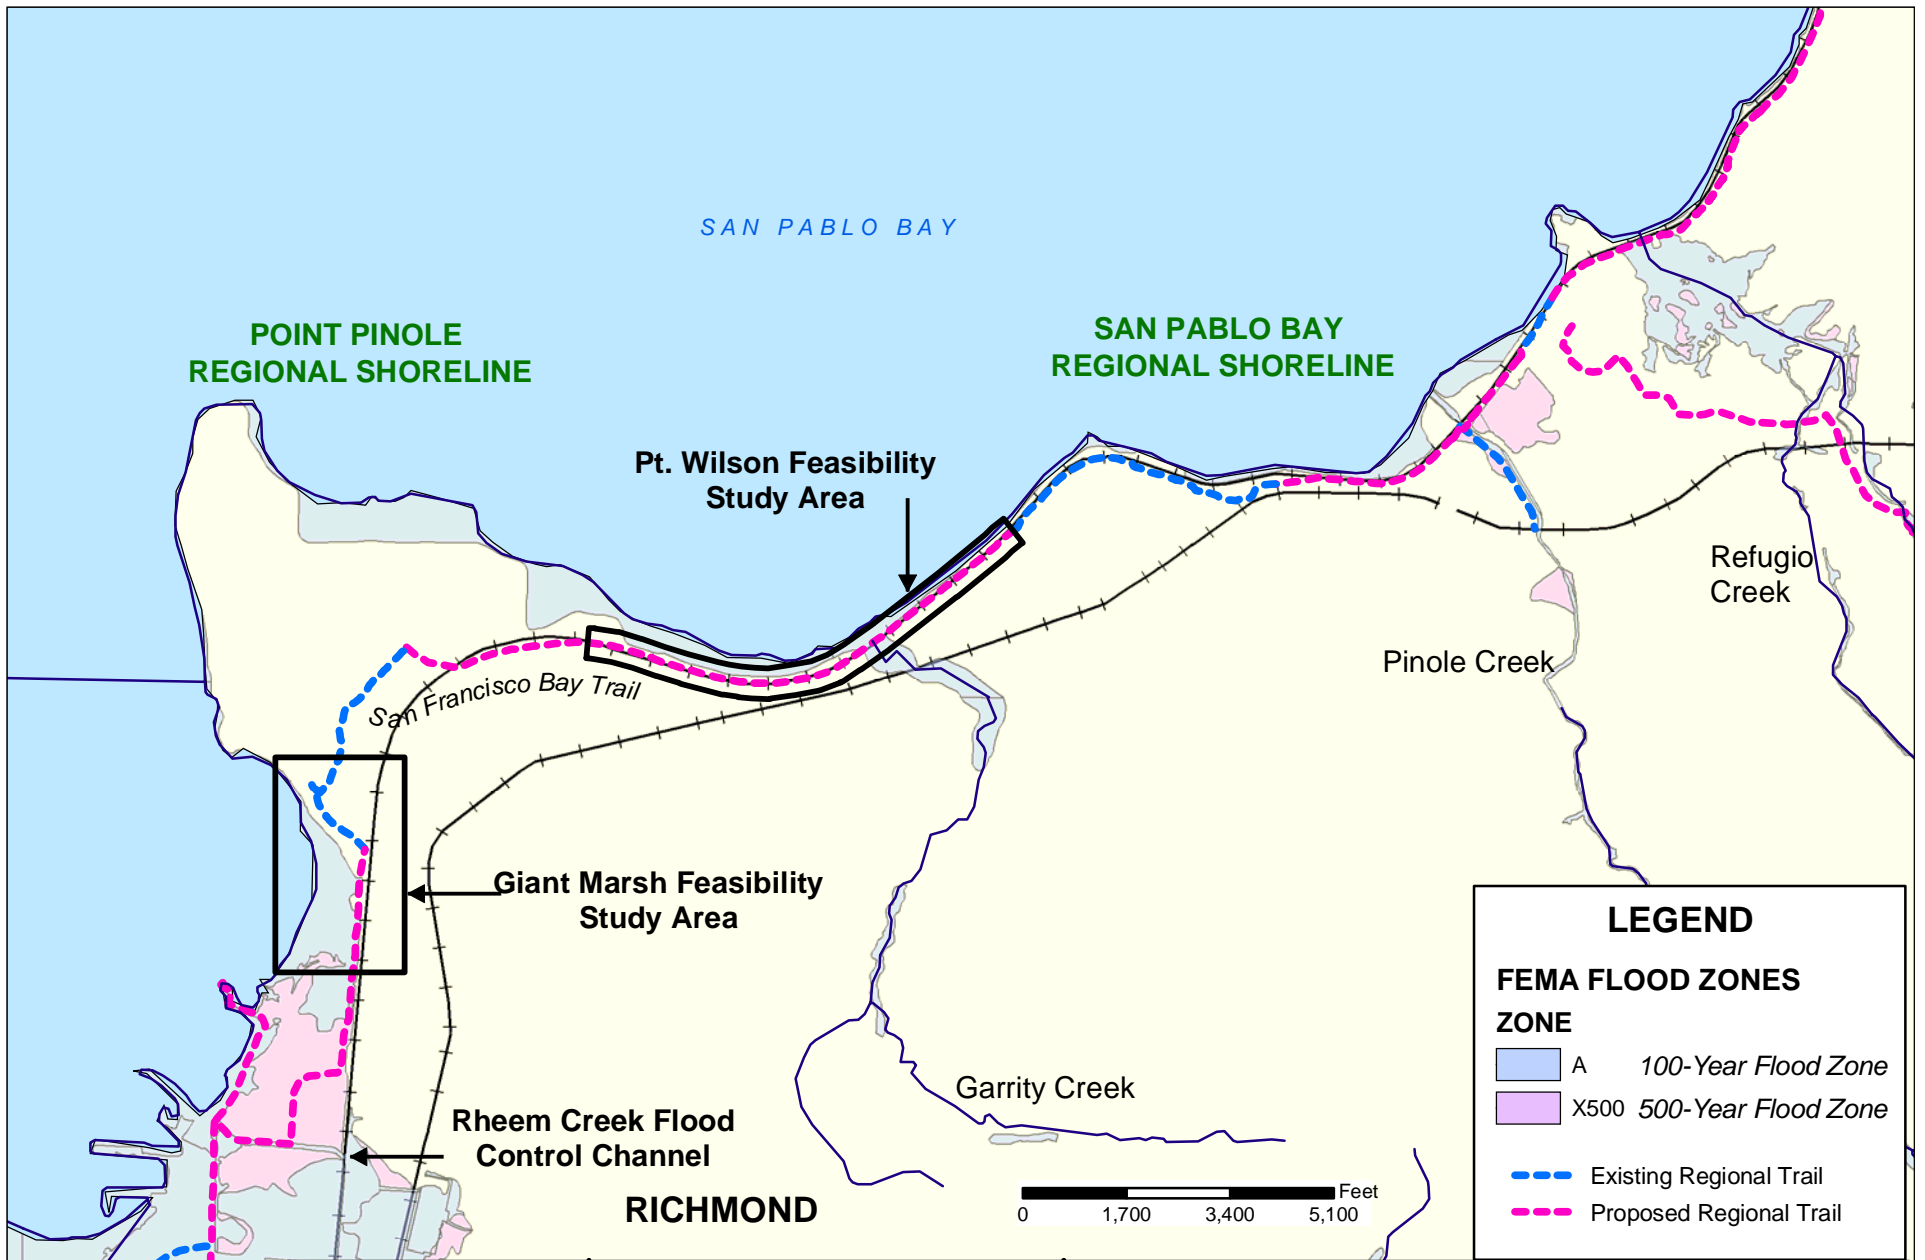 SAN PABLO BAY
POINT PINOLE
REGIONAL SHORELINE
SAN PABLO BAY
REGIONAL SHORELINE
Pt. Wilson Feasibility
Study Area
Refugio
Creek
Pinole Creek
San Francisco Bay Trail
Giant Marsh Feasibility
Study Area
Garrity Creek
Rheem Creek Flood
Control Channel
RICHMOND
Feet
0 1,700 3,400 5,100
LEGEND
FEMA FLOOD ZONES
ZONE
A 100-Year Flood Zone
X500 500-Year Flood Zone
Existing Regional Trail
Proposed Regional Trail